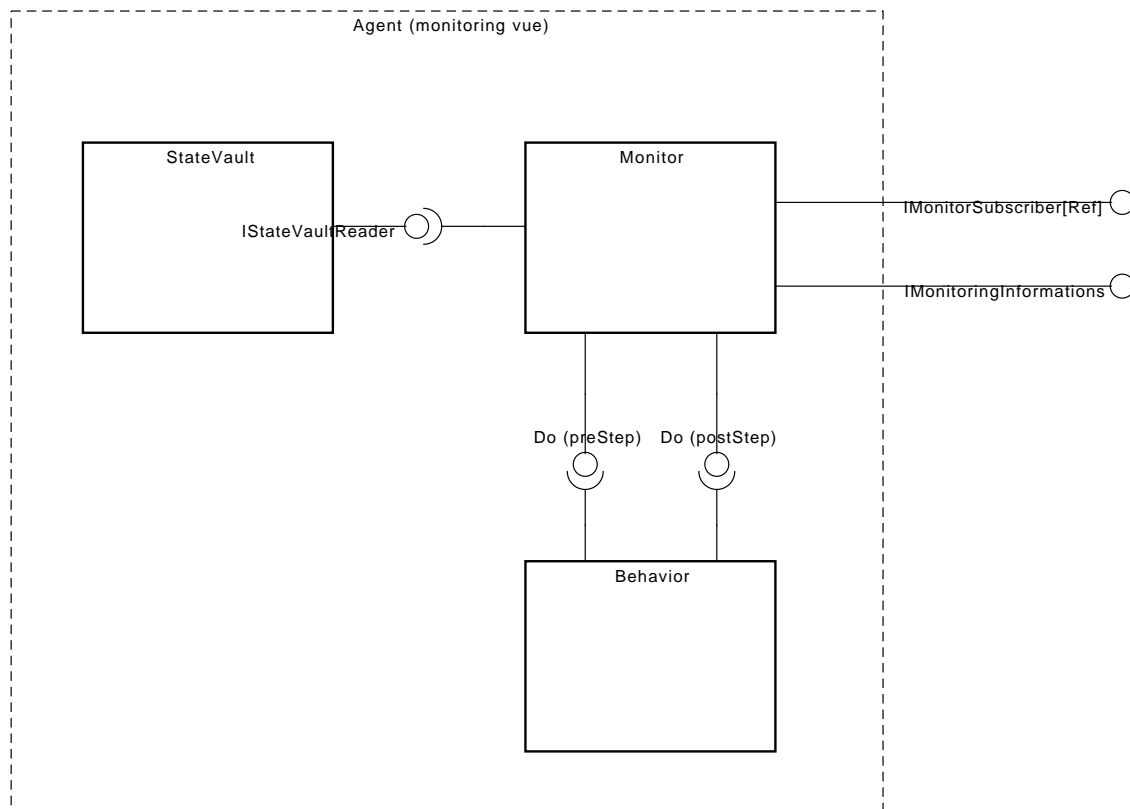 Agent (monitoring vue)
StateVault
Monitor
IMonitorSubscriber[Ref]
IStateVaultReader
IMonitoringInformations
Do (preStep)
Do (postStep)
Behavior